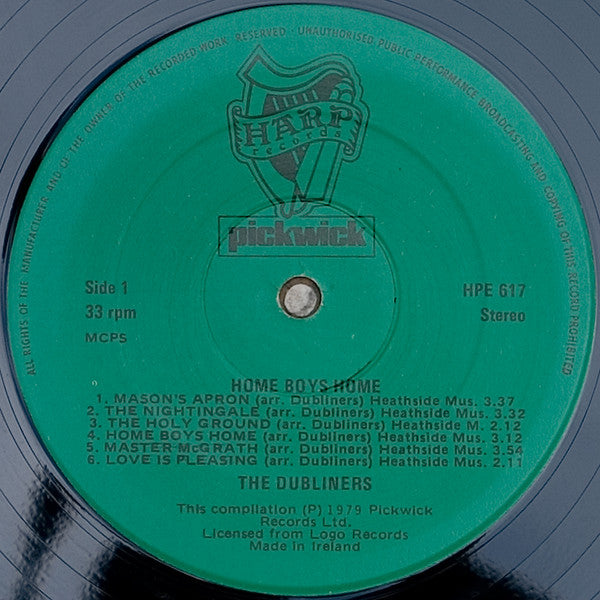 ALL RIGHTS OF THE MANUFACTURER AND OF THE OWNER OF THE RECORDED WORK RESERVED - UNAUTHORISED PUBLIC PERFORMANCE BROADCASTING AND COPYING OF THIS RECORD PROHIBITED
HARP
records
pickwick
Side 1
33 rpm
MCPS
HPE 617
Stereo
HOME BOYS HOME
1. MASON'S APRON (arr. Dubliners) Heathside Mus. 3.37
2. THE NIGHTINGALE (arr. Dubliners) Heathside Mus. 3.32
3. THE HOLY GROUND (arr. Dubliners) Heathside M. 2.12
4. HOME BOYS HOME (arr. Dubliners) Heathside Mus. 3.12
5. MASTER McGRATH (arr. Dubliners) Heathside Mus. 3.54
6. LOVE IS PLEASING (arr. Dubliners) Heathside Mus. 2.11
THE DUBLINERS
This compilation (P) 1979 Pickwick
Records Ltd.
Licensed from Logo Records
Made in Ireland